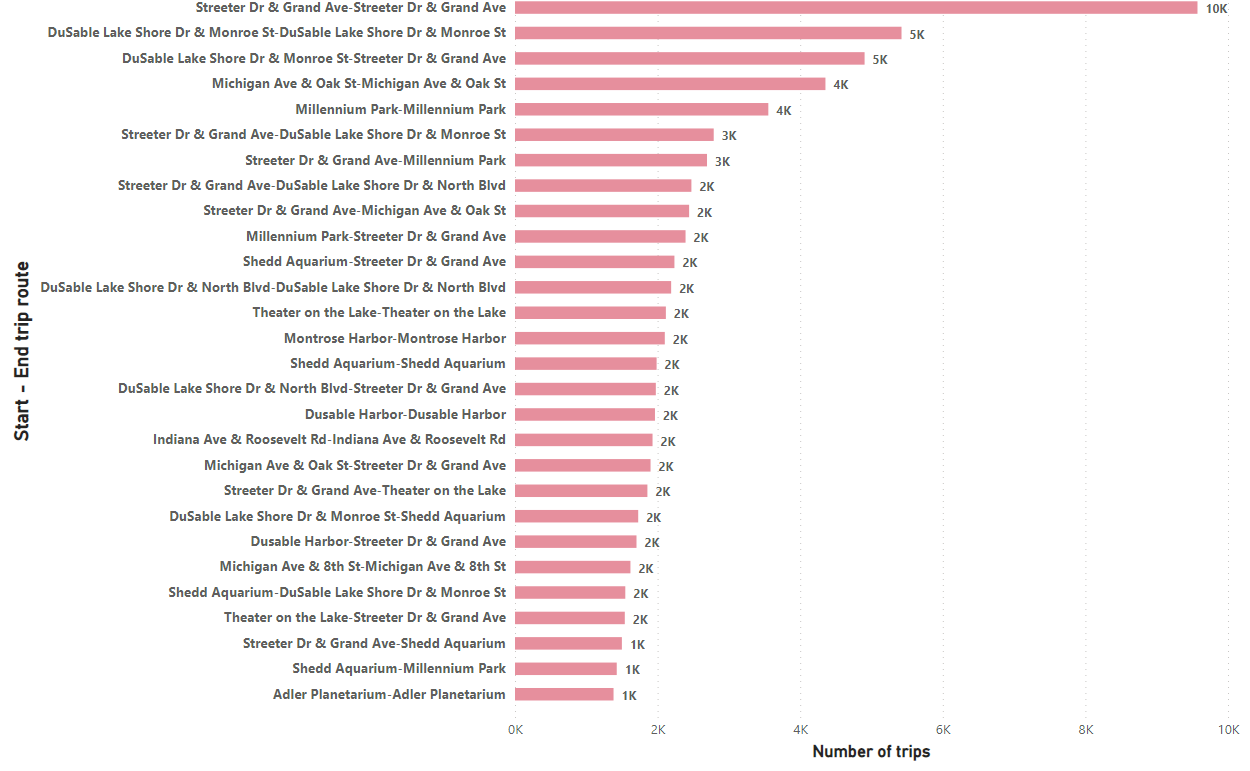 Streeter Dr & Grand Ave-Streeter Dr & Grand Ave 10K
DuSable Lake Shore Dr & Monroe St-DuSable Lake Shore Dr & Monroe St 5K
DuSable Lake Shore Dr & Monroe St-Streeter Dr & Grand Ave 5K
Michigan Ave & Oak St-Michigan Ave & Oak St 4K
Millennium Park-Millennium Park 4K
Streeter Dr & Grand Ave-DuSable Lake Shore Dr & Monroe St 3K
Streeter Dr & Grand Ave-Millennium Park 3K
Streeter Dr & Grand Ave-DuSable Lake Shore Dr & North Blvd 2K
Streeter Dr & Grand Ave-Michigan Ave & Oak St 2K
Millennium Park-Streeter Dr & Grand Ave 2K
Shedd Aquarium-Streeter Dr & Grand Ave 2K
DuSable Lake Shore Dr & North Blvd-DuSable Lake Shore Dr & North Blvd 2K
Theater on the Lake-Theater on the Lake 2K
Montrose Harbor-Montrose Harbor 2K
Shedd Aquarium-Shedd Aquarium 2K
DuSable Lake Shore Dr & North Blvd-Streeter Dr & Grand Ave 2K
Dusable Harbor-Dusable Harbor 2K
Indiana Ave & Roosevelt Rd-Indiana Ave & Roosevelt Rd 2K
Michigan Ave & Oak St-Streeter Dr & Grand Ave 2K
Streeter Dr & Grand Ave-Theater on the Lake 2K
DuSable Lake Shore Dr & Monroe St-Shedd Aquarium 2K
Dusable Harbor-Streeter Dr & Grand Ave 2K
Michigan Ave & 8th St-Michigan Ave & 8th St 2K
Shedd Aquarium-DuSable Lake Shore Dr & Monroe St 2K
Theater on the Lake-Streeter Dr & Grand Ave 2K
Streeter Dr & Grand Ave-Shedd Aquarium 1K
Shedd Aquarium-Millennium Park 1K
Adler Planetarium-Adler Planetarium 1K
Start - End trip route
0K 2K 4K 6K 8K 10K
Number of trips